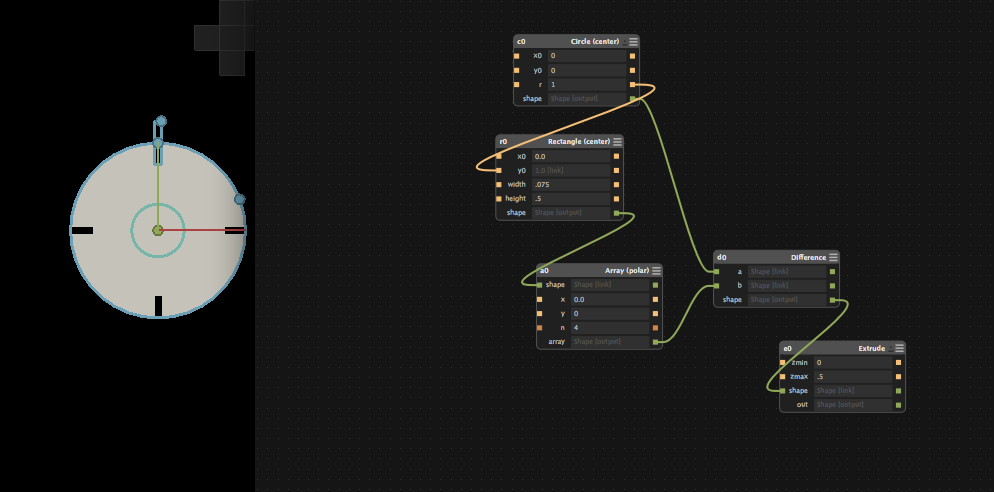 c0 Circle (center)
x0 0
y0 0
r 1
shape Shape [output]
r0 Rectangle (center)
x0 0.0
y0 1.0 [link]
width .075
height .5
shape Shape [output]
a0 Array (polar)
shape Shape [link]
x 0.0
y 0
n 4
array Shape [output]
d0 Difference
a Shape [link]
b Shape [link]
shape Shape [output]
e0 Extrude
zmin 0
zmax .5
shape Shape [link]
out Shape [output]